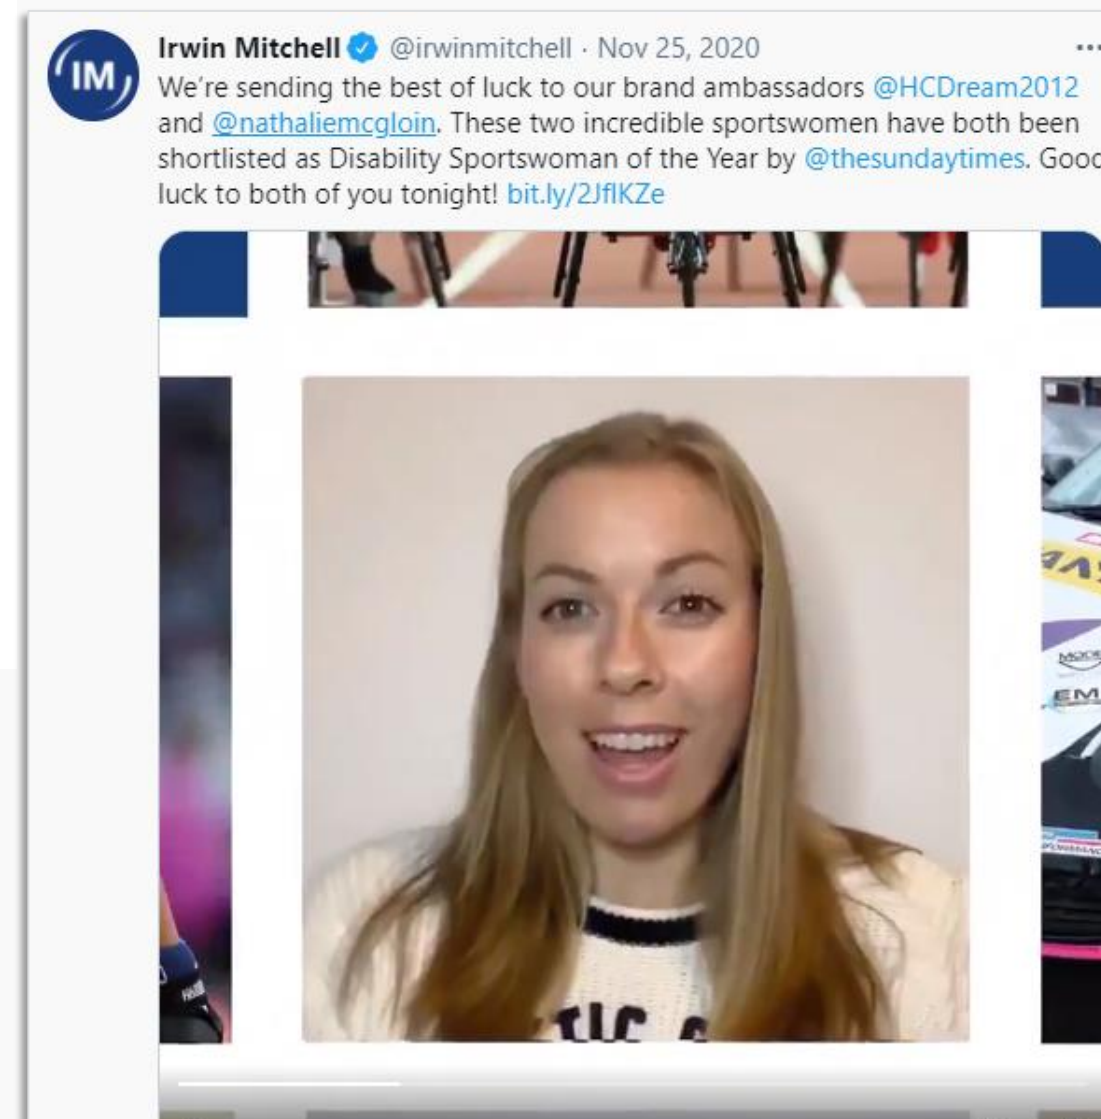 Irwin Mitchell @irwinmitchell · Nov 25, 2020
IM
We're sending the best of luck to our brand ambassadors @HCDream2012
and @nathaliemcgloin. These two incredible sportswomen have both been
shortlisted as Disability Sportswoman of the Year by @thesundaytimes. Good
luck to both of you tonight! bit.ly/2JflKZe
EM